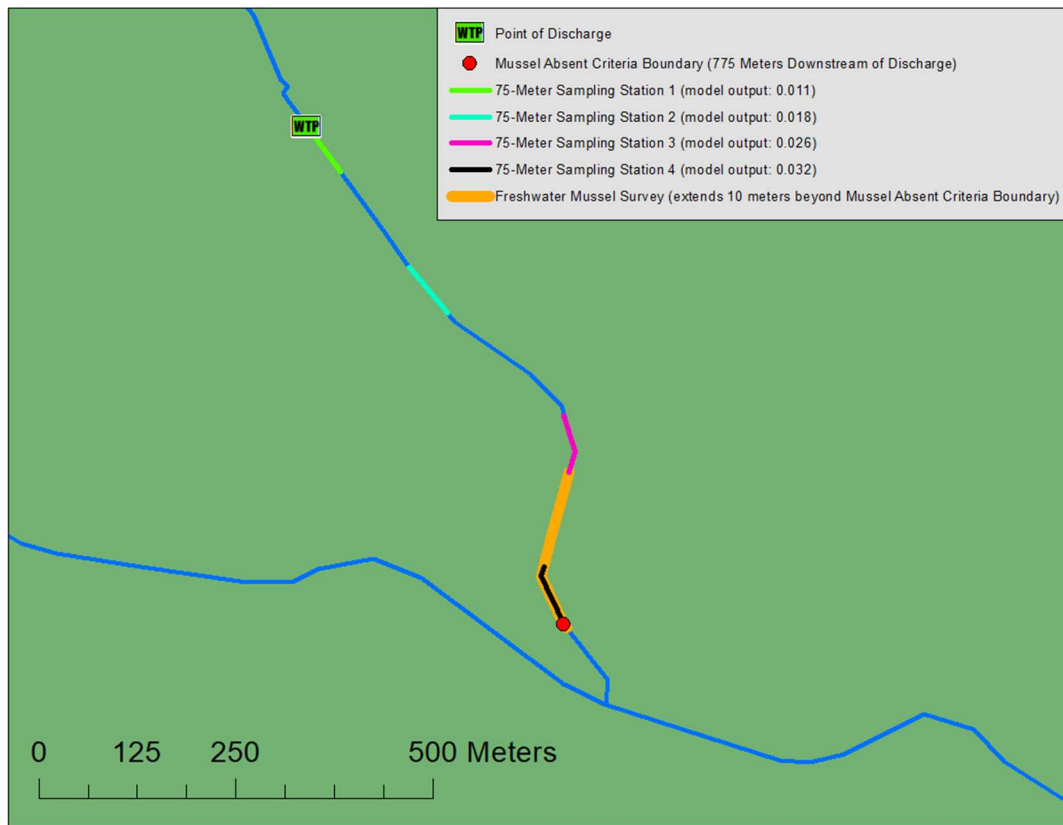 WTP Point of Discharge
Mussel Absent Criteria Boundary (775 Meters Downstream of Discharge)
75-Meter Sampling Station 1 (model output: 0.011)
75-Meter Sampling Station 2 (model output: 0.018)
75-Meter Sampling Station 3 (model output: 0.026)
75-Meter Sampling Station 4 (model output: 0.032)
Freshwater Mussel Survey (extends 10 meters beyond Mussel Absent Criteria Boundary)
WTP
0 125 250 500 Meters